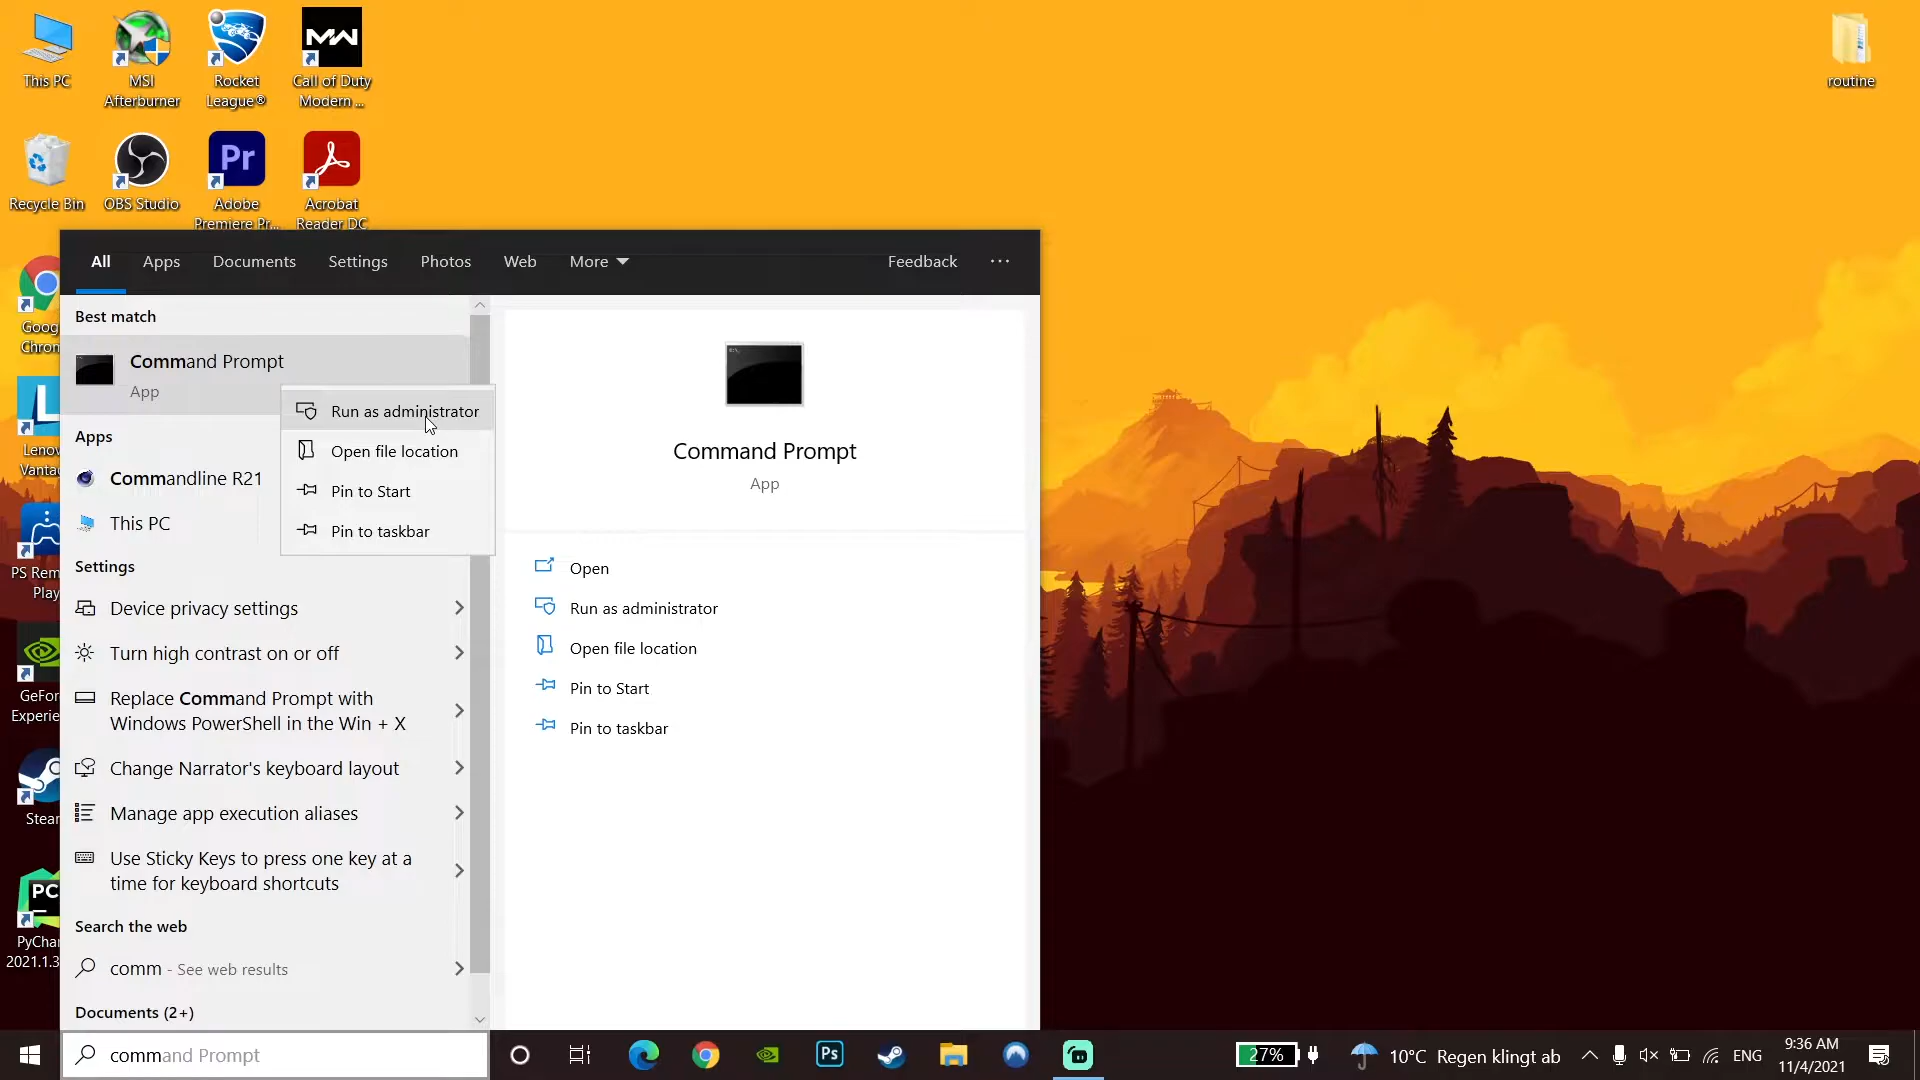 This PC
MSI
Afterburner
Rocket
League®
MW
Call of Duty
Modern ...
routine
Recycle Bin
OBS Studio
Pr
Adobe
Premiere Pr...
Acrobat
Reader DC
All
Apps
Documents
Settings
Photos
Web
More
Feedback
...
Best match
Command Prompt
App
Run as administrator
Open file location
Pin to Start
Pin to taskbar
Apps
Commandline R21
This PC
Settings
Device privacy settings
Turn high contrast on or off
Replace Command Prompt with
Windows PowerShell in the Win + X
Change Narrator's keyboard layout
Manage app execution aliases
Use Sticky Keys to press one key at a
time for keyboard shortcuts
Search the web
comm - See web results
Documents (2+)
Command Prompt
App
Open
Run as administrator
Open file location
Pin to Start
Pin to taskbar
Goog
Chron
L
Lenov
Vanta
PS Rem
Play
GeFor
Experie
Stear
PC
PyChar
2021.1.3
command Prompt
Ps
27%
10°C Regen klingt ab
ENG
9:36 AM
11/4/2021